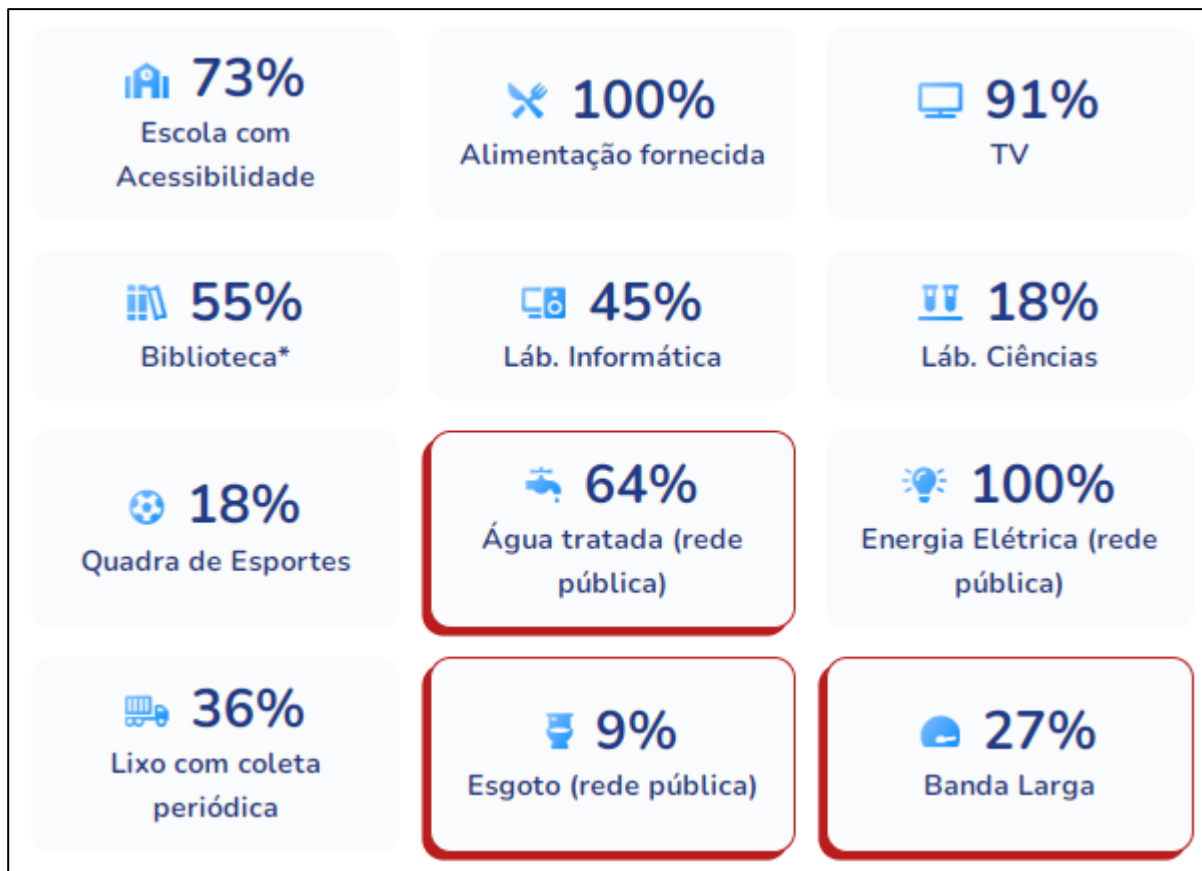 73%
Escola com
Acessibilidade
100%
Alimentação fornecida
91%
TV
55%
Biblioteca*
45%
Láb. Informática
18%
Láb. Ciências
18%
Quadra de Esportes
64%
Água tratada (rede
pública)
100%
Energia Elétrica (rede
pública)
36%
Lixo com coleta
periódica
9%
Esgoto (rede pública)
27%
Banda Larga